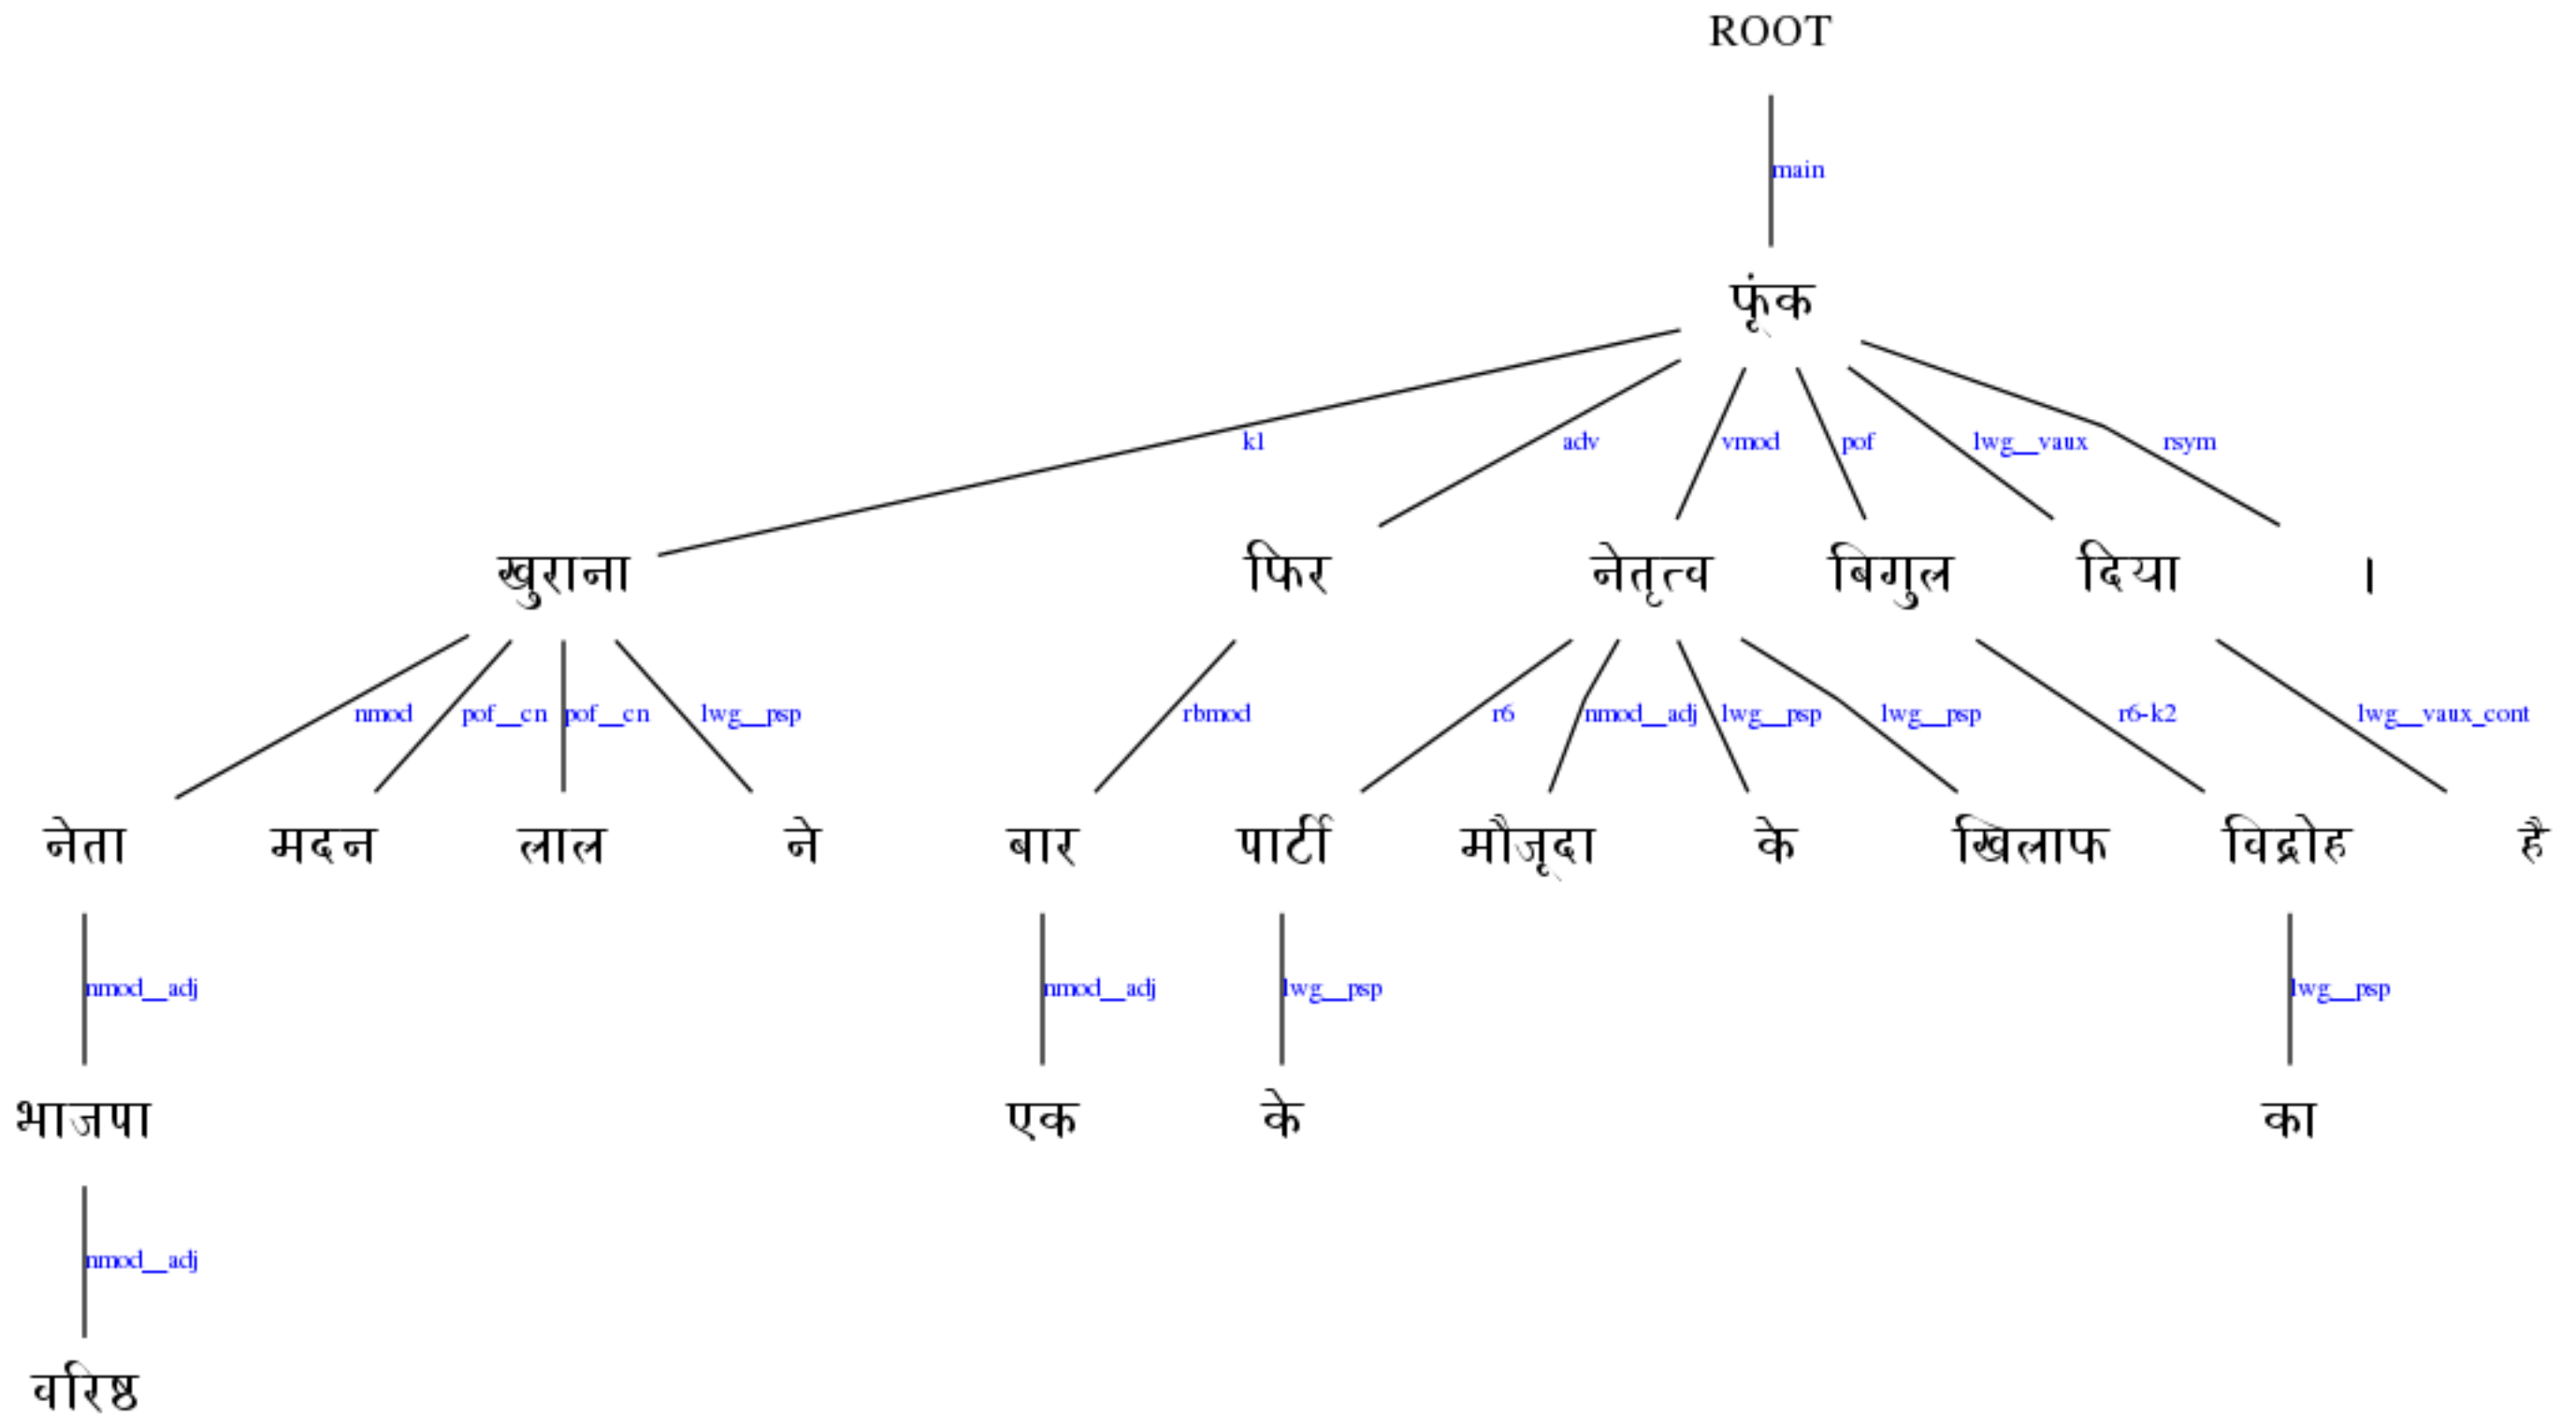 ROOT
main
फूंक
k1 adv vmod pof lwg__vaux rsym
खुराना फिर नेतृत्व बिगुल दिया ।
nmod pof__cn pof__cn lwg__psp rbmod r6 nmod__adj lwg__psp lwg__psp r6-k2 lwg__vaux_cont
नेता मदन लाल ने बार पार्टी मौजूदा के खिलाफ विद्रोह है
nmod__adj nmod__adj lwg__psp lwg__psp
भाजपा एक के का
nmod__adj
वरिष्ठ